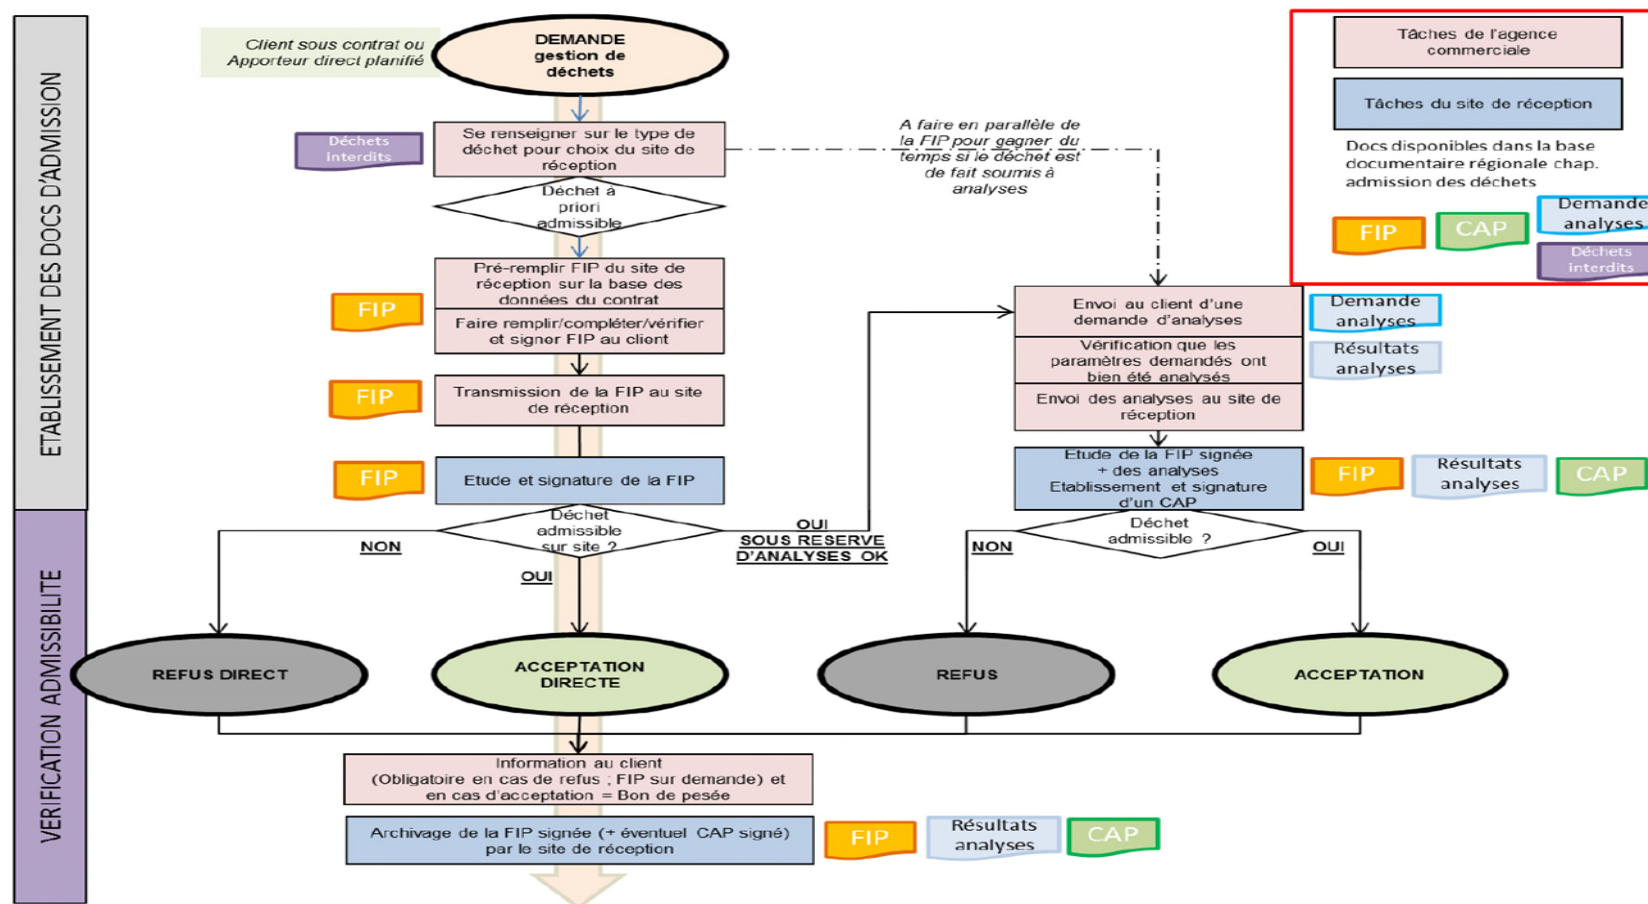 ETABLISSEMENT DES DOCS D'ADMISSION
VERIFICATION ADMISSIBILITE
Client sous contrat ou
Apporteur direct planifié
DEMANDE
gestion de
déchets
Déchets
interdits
Se renseigner sur le type de
déchet pour choix du site de
réception
A faire en parallèle de
la FIP pour gagner du
temps si le déchet est
de fait soumis à
analyses
Déchet à
priori
admissible
FIP
Pré-remplir FIP du site de
réception sur la base des
données du contrat
Faire remplir/compléter/vérifier
et signer FIP au client
FIP
Transmission de la FIP au site
de réception
FIP
Etude et signature de la FIP
Déchet
admissible
sur site ?
NON
OUI
OUI
SOUS RESERVE
D'ANALYSES OK
Envoi au client d'une
demande d'analyses
Demande
analyses
Vérification que les
paramètres demandés ont
bien été analysés
Résultats
analyses
Envoi des analyses au site de
réception
Etude de la FIP signée
+ des analyses
Etablissement et signature
d'un CAP
FIP
Résultats
analyses
CAP
Déchet
admissible ?
NON
OUI
REFUS DIRECT
ACCEPTATION
DIRECTE
REFUS
ACCEPTATION
Information au client
(Obligatoire en cas de refus ; FIP sur demande) et
en cas d'acceptation = Bon de pesée
Archivage de la FIP signée (+ éventuel CAP signé)
par le site de réception
FIP
Résultats
analyses
CAP
Tâches de l'agence
commerciale
Tâches du site de réception
Docs disponibles dans la base
documentaire régionale chap.
admission des déchets
FIP
CAP
Demande
analyses
Déchets
interdits